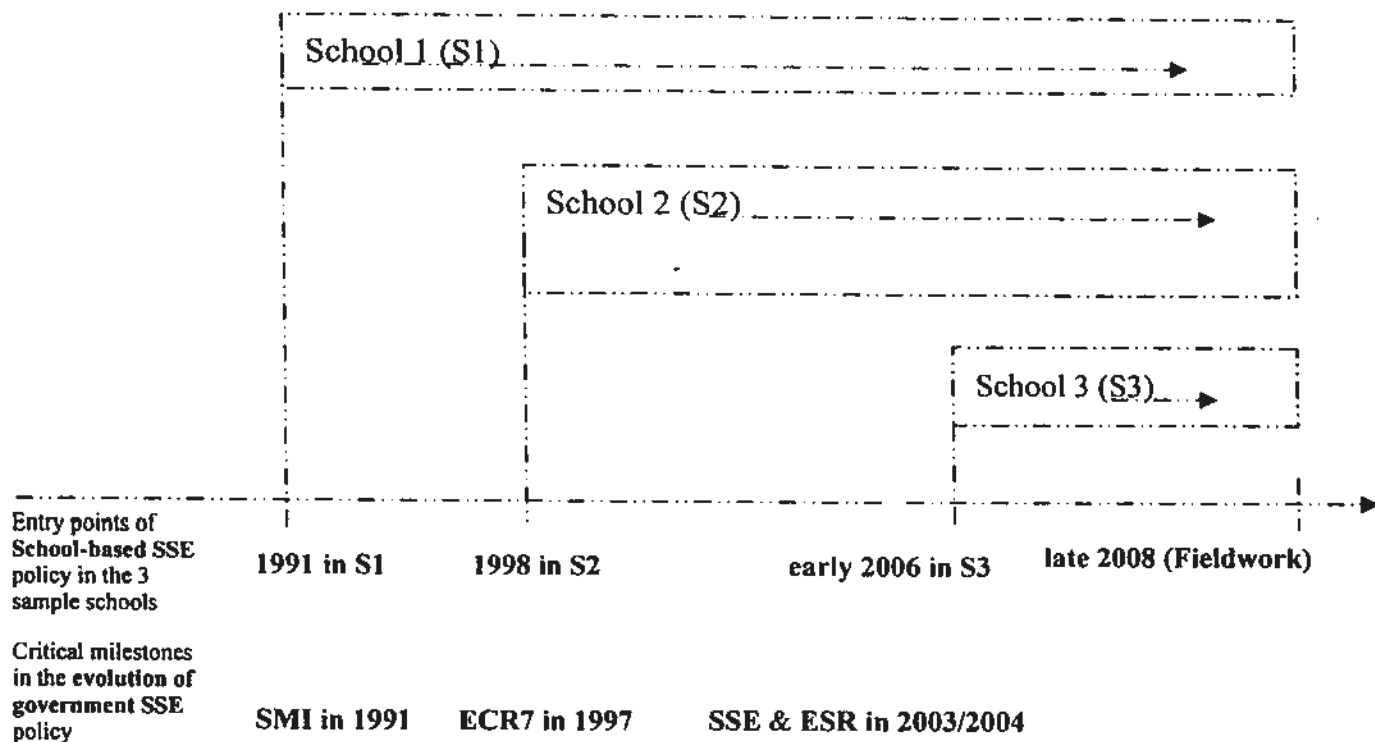 School 1 (S1)
School 2 (S2)
School 3 (S3)
Entry points of
School-based SSE
policy in the 3
sample schools
1991 in S1
1998 in S2
early 2006 in S3
late 2008 (Fieldwork)
Critical milestones
in the evolution of
government SSE
policy
SMI in 1991
ECR7 in 1997
SSE & ESR in 2003/2004